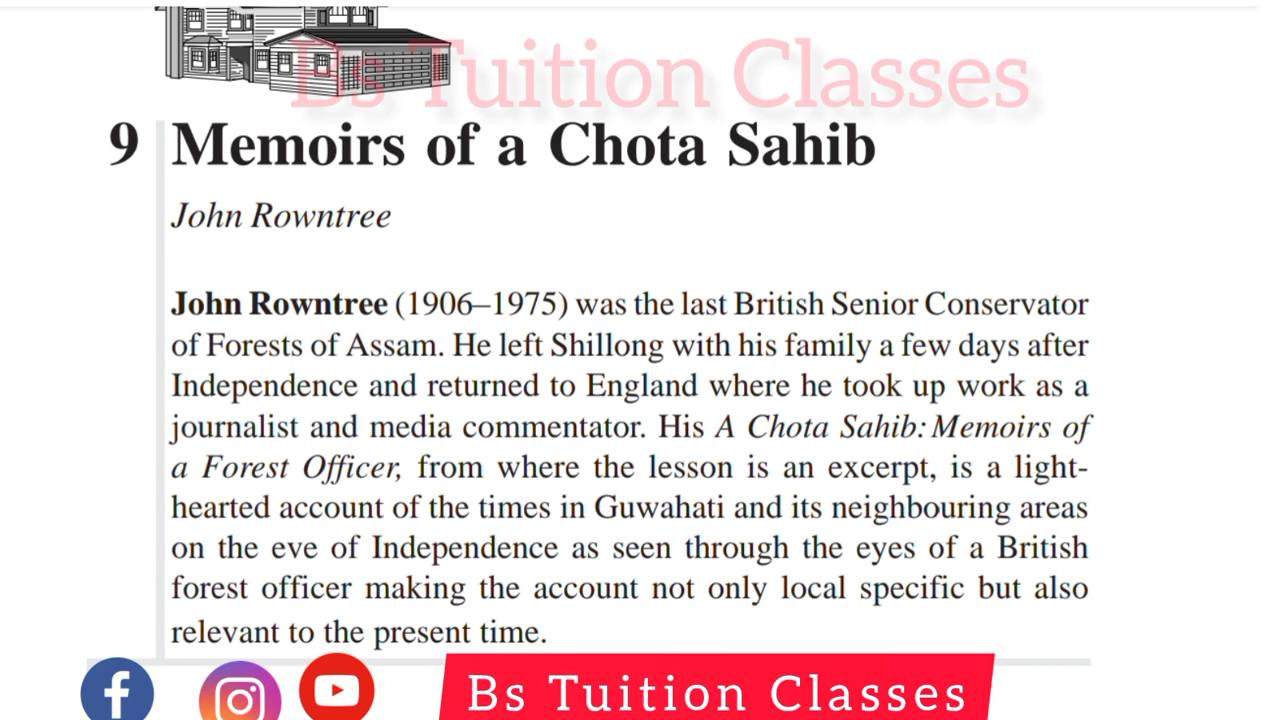 Bs Tuition Classes
9 Memoirs of a Chota Sahib
John Rowntree
John Rowntree (1906–1975) was the last British Senior Conservator
of Forests of Assam. He left Shillong with his family a few days after
Independence and returned to England where he took up work as a
journalist and media commentator. His A Chota Sahib: Memoirs of
a Forest Officer, from where the lesson is an excerpt, is a light-
hearted account of the times in Guwahati and its neighbouring areas
on the eve of Independence as seen through the eyes of a British
forest officer making the account not only local specific but also
relevant to the present time.
Bs Tuition Classes